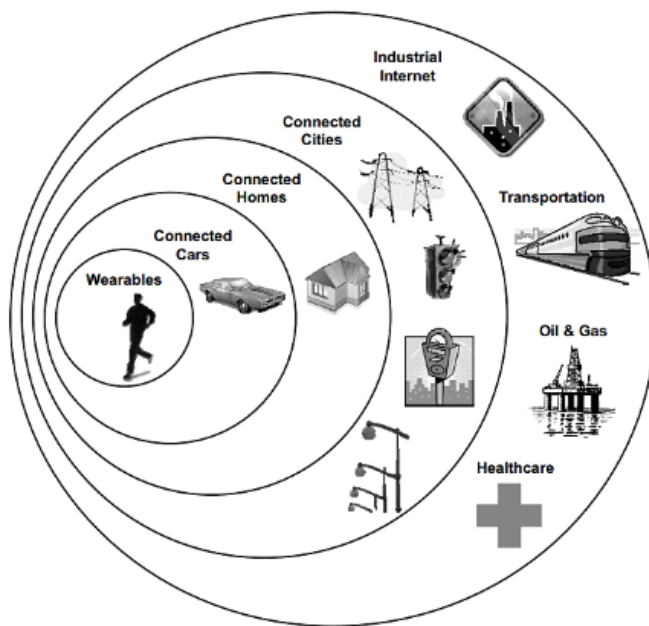 Industrial
Internet
Connected
Cities
Transportation
Connected
Homes
Connected
Cars
Wearables
Oil & Gas
Healthcare